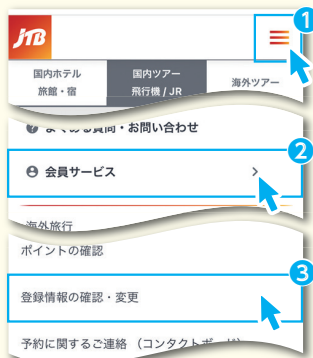 JTB
1
国内ホテル
旅館・宿
国内ツアー
飛行機 / JR
海外ツアー
よくある質問・お問い合わせ
2
会員サービス
海外旅行
ポイントの確認
3
登録情報の確認・変更
予約に関するご連絡（コンタクトボード）